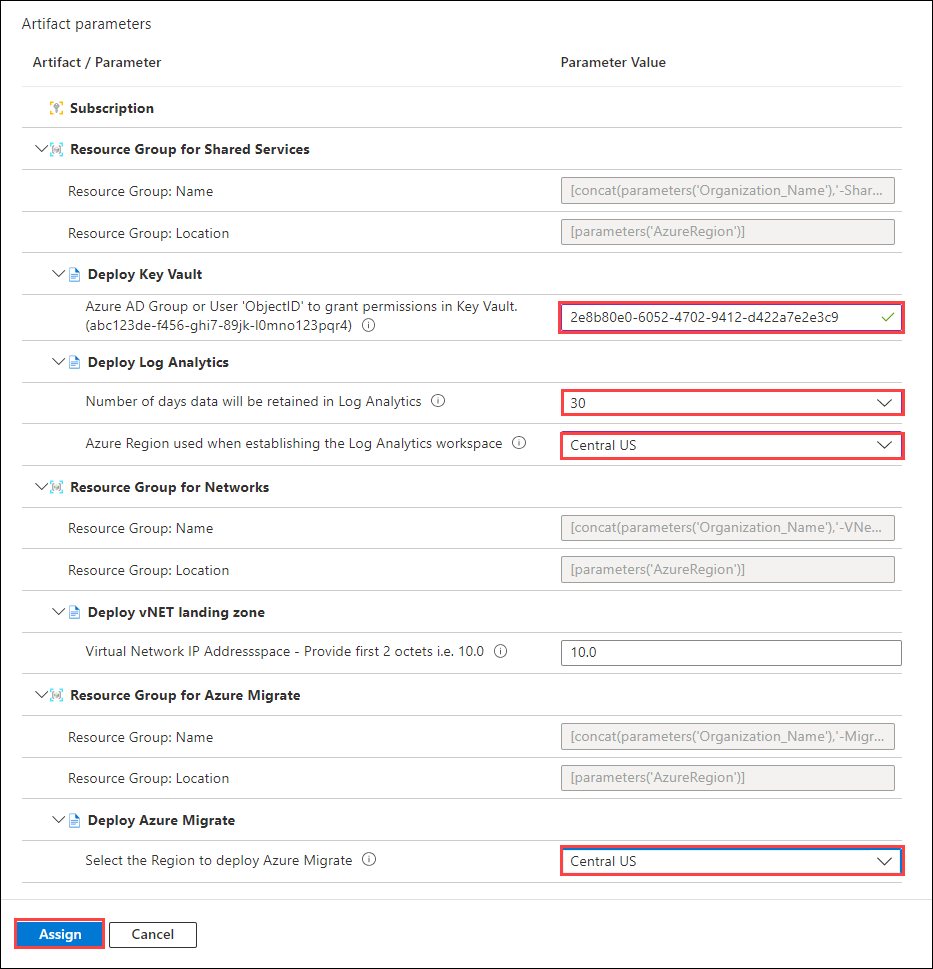 Artifact parameters
Artifact / Parameter Parameter Value
Subscription
Resource Group for Shared Services
Resource Group: Name [concat(parameters('Organization_Name'),'-Shar...
Resource Group: Location [parameters('AzureRegion')]
Deploy Key Vault
Azure AD Group or User 'ObjectID' to grant permissions in Key Vault.
(abc123de-f456-ghi7-89jk-l0mno123pqr4) 2e8b80e0-6052-4702-9412-d422a7e2e3c9
Deploy Log Analytics
Number of days data will be retained in Log Analytics 30
Azure Region used when establishing the Log Analytics workspace Central US
Resource Group for Networks
Resource Group: Name [concat(parameters('Organization_Name'),'-VNe...
Resource Group: Location [parameters('AzureRegion')]
Deploy vNET landing zone
Virtual Network IP Addressspace - Provide first 2 octets i.e. 10.0 10.0
Resource Group for Azure Migrate
Resource Group: Name [concat(parameters('Organization_Name'),'-Migr...
Resource Group: Location [parameters('AzureRegion')]
Deploy Azure Migrate
Select the Region to deploy Azure Migrate Central US
Assign Cancel